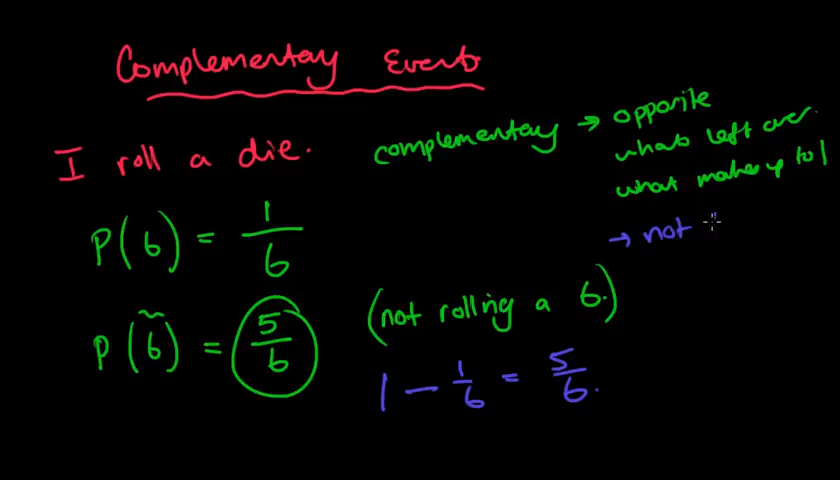 Complementary Events
I roll a die.
complementary → opposite
whats left over.
what makes up to 1
→ not
P(6) = 1/6
P(6̃) = 5/6
(not rolling a 6.)
1 - 1/6 = 5/6.